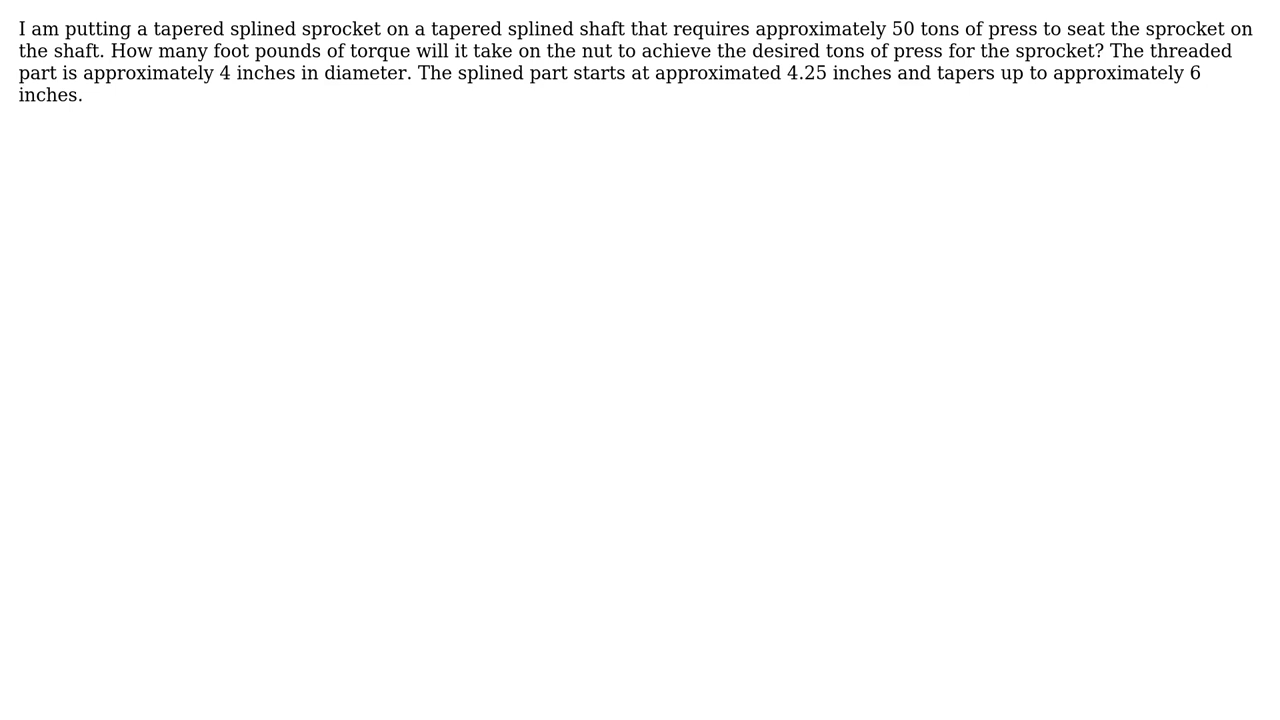 I am putting a tapered splined sprocket on a tapered splined shaft that requires approximately 50 tons of press to seat the sprocket on
the shaft. How many foot pounds of torque will it take on the nut to achieve the desired tons of press for the sprocket? The threaded
part is approximately 4 inches in diameter. The splined part starts at approximated 4.25 inches and tapers up to approximately 6
inches.